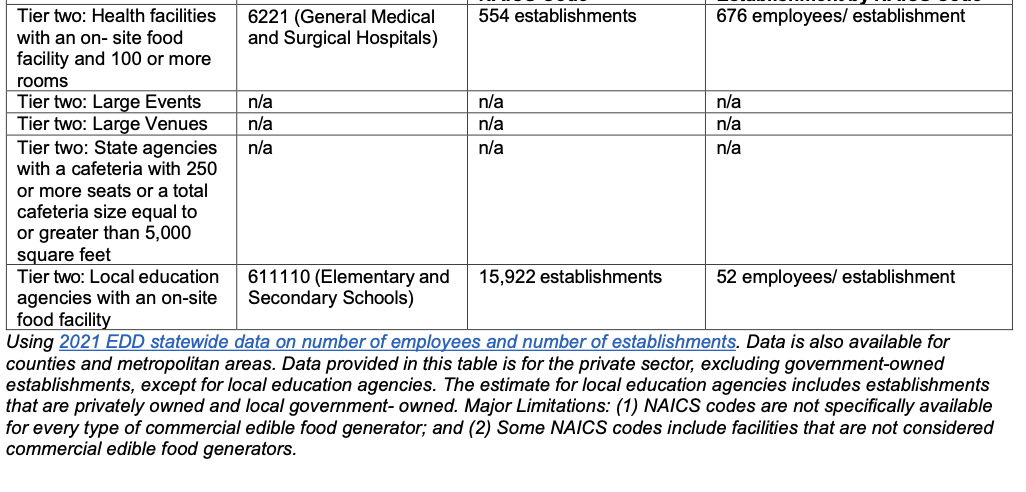 Tier two: Health facilities
with an on- site food
facility and 100 or more
rooms
6221 (General Medical
and Surgical Hospitals)
554 establishments
676 employees/ establishment
Tier two: Large Events
n/a
n/a
n/a
Tier two: Large Venues
n/a
n/a
n/a
Tier two: State agencies
with a cafeteria with 250
or more seats or a total
cafeteria size equal to
or greater than 5,000
square feet
n/a
n/a
n/a
Tier two: Local education
agencies with an on-site
food facility
611110 (Elementary and
Secondary Schools)
15,922 establishments
52 employees/ establishment
Using 2021 EDD statewide data on number of employees and number of establishments. Data is also available for
counties and metropolitan areas. Data provided in this table is for the private sector, excluding government-owned
establishments, except for local education agencies. The estimate for local education agencies includes establishments
that are privately owned and local government- owned. Major Limitations: (1) NAICS codes are not specifically available
for every type of commercial edible food generator; and (2) Some NAICS codes include facilities that are not considered
commercial edible food generators.